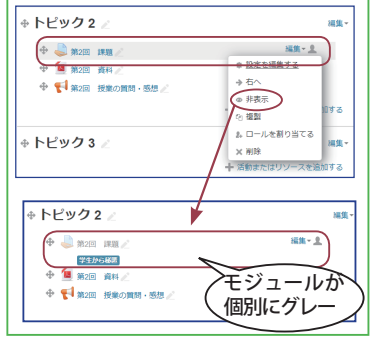 トピック 2
編集
第2回 課題
編集
設定を編集する
第2回 資料
右へ
第2回 授業の質問・感想
非表示
する
複製
ロールを割り当てる
トピック 3
編集
削除
活動またはリソースを追加する
トピック 2
編集
第2回 課題
編集
学生から秘匿
第2回 資料
第2回 授業の質問・感想
モジュールが
個別にグレー